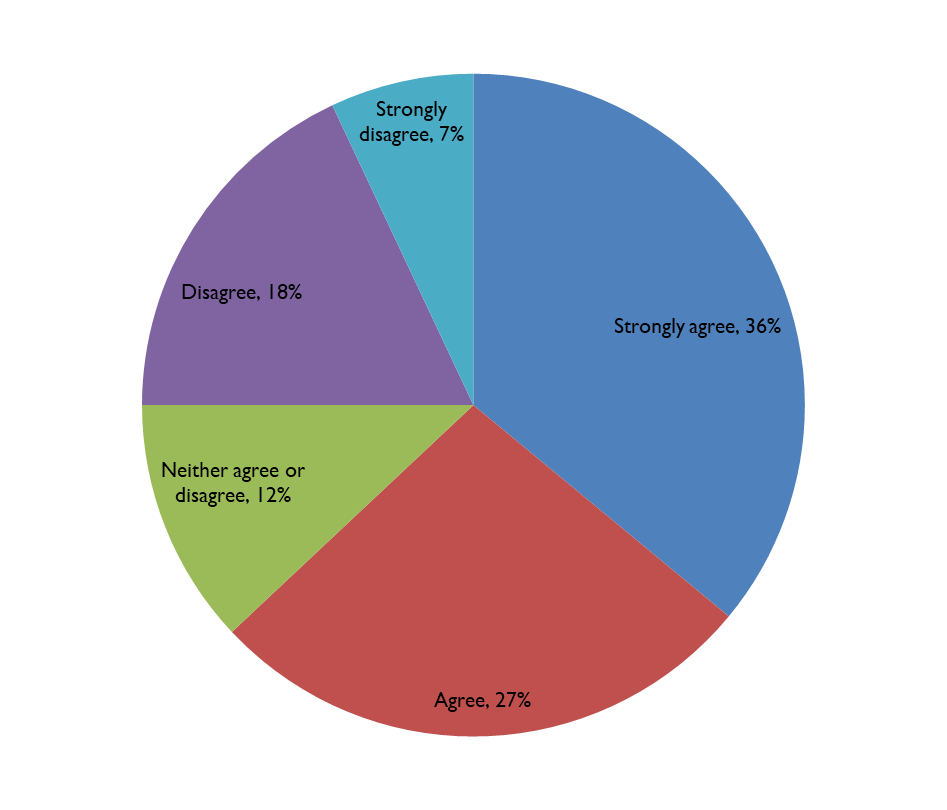 Strongly
disagree, 7%
Disagree, 18%
Strongly agree, 36%
Neither agree or
disagree, 12%
Agree, 27%